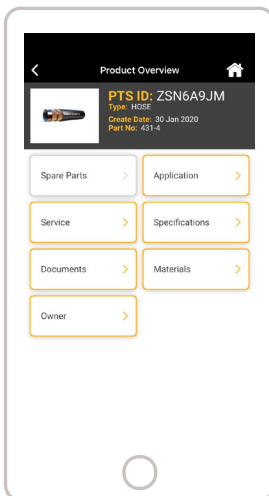 Product Overview
PTS ID: ZSN6A9JM
Type: HOSE
Create Date: 30 Jan 2020
Part No: 431-4
Spare Parts
Application
Service
Specifications
Documents
Materials
Owner